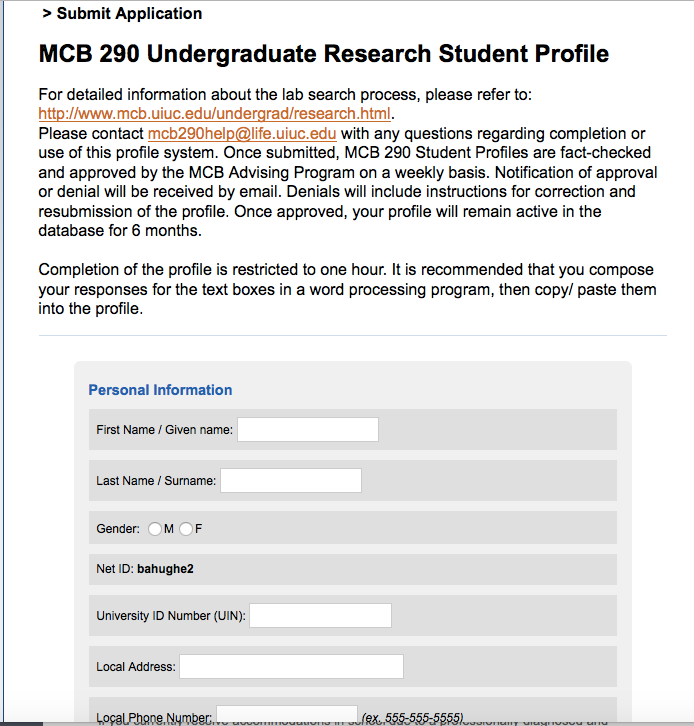 > Submit Application
MCB 290 Undergraduate Research Student Profile
For detailed information about the lab search process, please refer to:
http://www.mcb.uiuc.edu/undergrad/research.html.
Please contact mcb290help@life.uiuc.edu with any questions regarding completion or
use of this profile system. Once submitted, MCB 290 Student Profiles are fact-checked
and approved by the MCB Advising Program on a weekly basis. Notification of approval
or denial will be received by email. Denials will include instructions for correction and
resubmission of the profile. Once approved, your profile will remain active in the
database for 6 months.
Completion of the profile is restricted to one hour. It is recommended that you compose
your responses for the text boxes in a word processing program, then copy/ paste them
into the profile.
Personal Information
First Name / Given name:
Last Name / Surname:
Gender: M F
Net ID: bahughe2
University ID Number (UIN):
Local Address:
Local Phone Number: (ex. 555-555-5555)